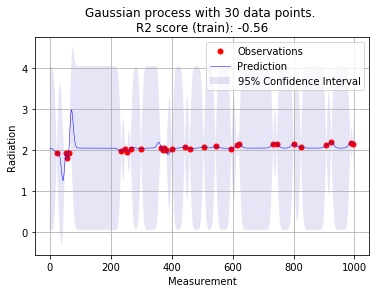 Gaussian process with 30 data points.
R2 score (train): -0.56
Observations
Prediction
95% Confidence Interval
Radiation
4
3
2
1
0
0 200 400 600 800 1000
Measurement